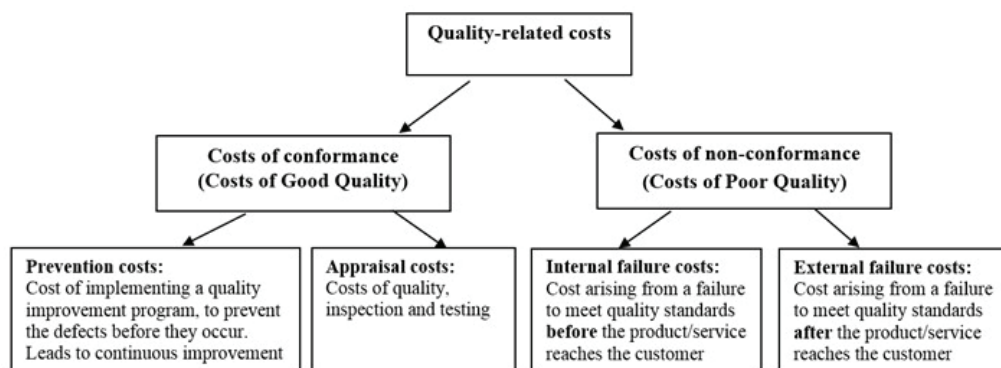 Quality-related costs
Costs of conformance
(Costs of Good Quality)
Costs of non-conformance
(Costs of Poor Quality)
Prevention costs:
Cost of implementing a quality
improvement program, to prevent
the defects before they occur.
Leads to continuous improvement
Appraisal costs:
Costs of quality,
inspection and testing
Internal failure costs:
Cost arising from a failure
to meet quality standards
before the product/service
reaches the customer
External failure costs:
Cost arising from a failure
to meet quality standards
after the product/service
reaches the customer